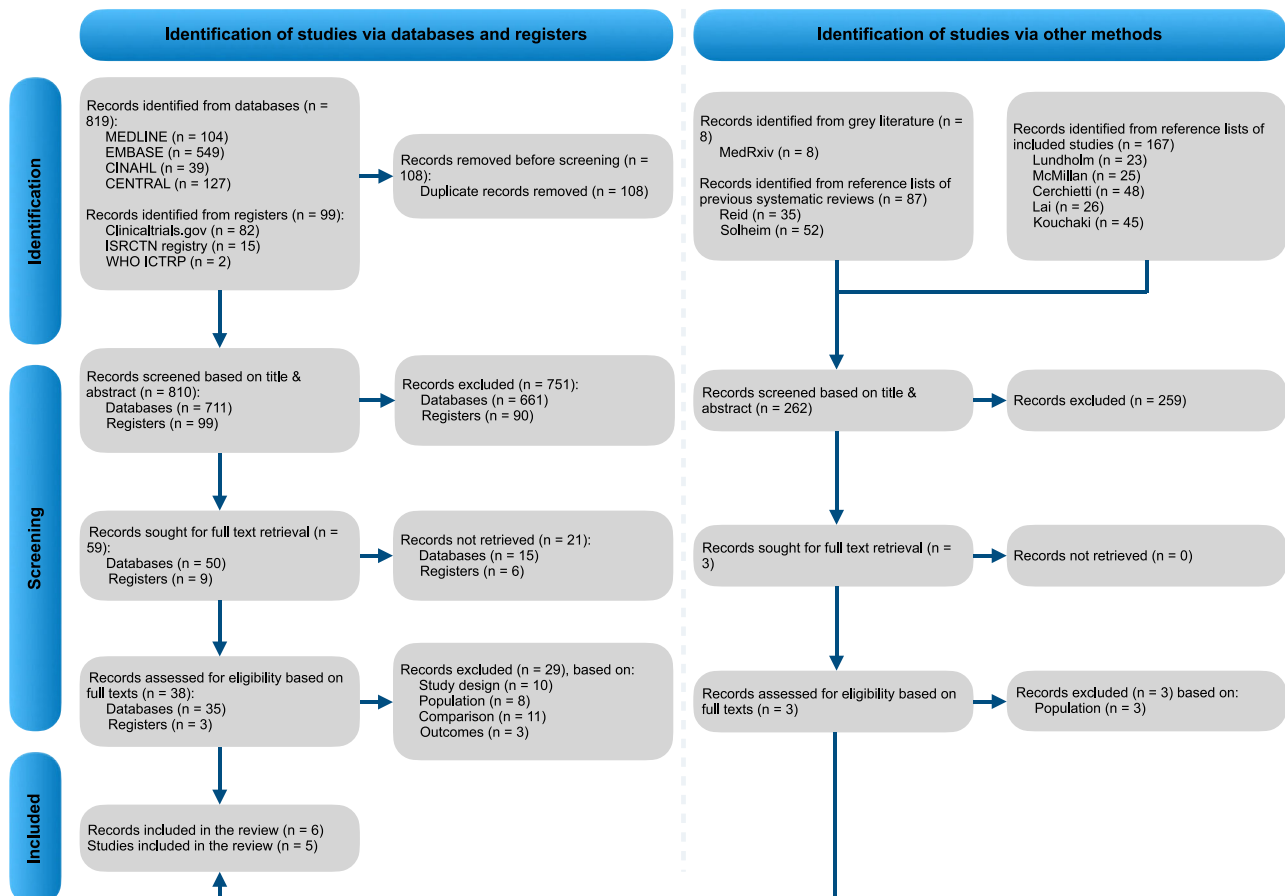 Identification of studies via databases and registers
Identification of studies via other methods
Identification
Records identified from databases (n =
819):
MEDLINE (n = 104)
EMBASE (n = 549)
CINAHL (n = 39)
CENTRAL (n = 127)
Records identified from registers (n = 99):
Clinicaltrials.gov (n = 82)
ISRCTN registry (n = 15)
WHO ICTRP (n = 2)
Records removed before screening (n =
108):
Duplicate records removed (n = 108)
Records identified from grey literature (n =
8)
MedRxiv (n = 8)
Records identified from reference lists of
previous systematic reviews (n = 87)
Reid (n = 35)
Solheim (n = 52)
Records identified from reference lists of
included studies (n = 167)
Lundholm (n = 23)
McMillan (n = 25)
Cerchietti (n = 48)
Lai (n = 26)
Kouchaki (n = 45)
Screening
Records screened based on title &
abstract (n = 810):
Databases (n = 711)
Registers (n = 99)
Records excluded (n = 751):
Databases (n = 661)
Registers (n = 90)
Records screened based on title &
abstract (n = 262)
Records excluded (n = 259)
Records sought for full text retrieval (n =
59):
Databases (n = 50)
Registers (n = 9)
Records not retrieved (n = 21):
Databases (n = 15)
Registers (n = 6)
Records sought for full text retrieval (n =
3)
Records not retrieved (n = 0)
Records assessed for eligibility based on
full texts (n = 38):
Databases (n = 35)
Registers (n = 3)
Records excluded (n = 29), based on:
Study design (n = 10)
Population (n = 8)
Comparison (n = 11)
Outcomes (n = 3)
Records assessed for eligibility based on
full texts (n = 3)
Records excluded (n = 3) based on:
Population (n = 3)
Included
Records included in the review (n = 6)
Studies included in the review (n = 5)